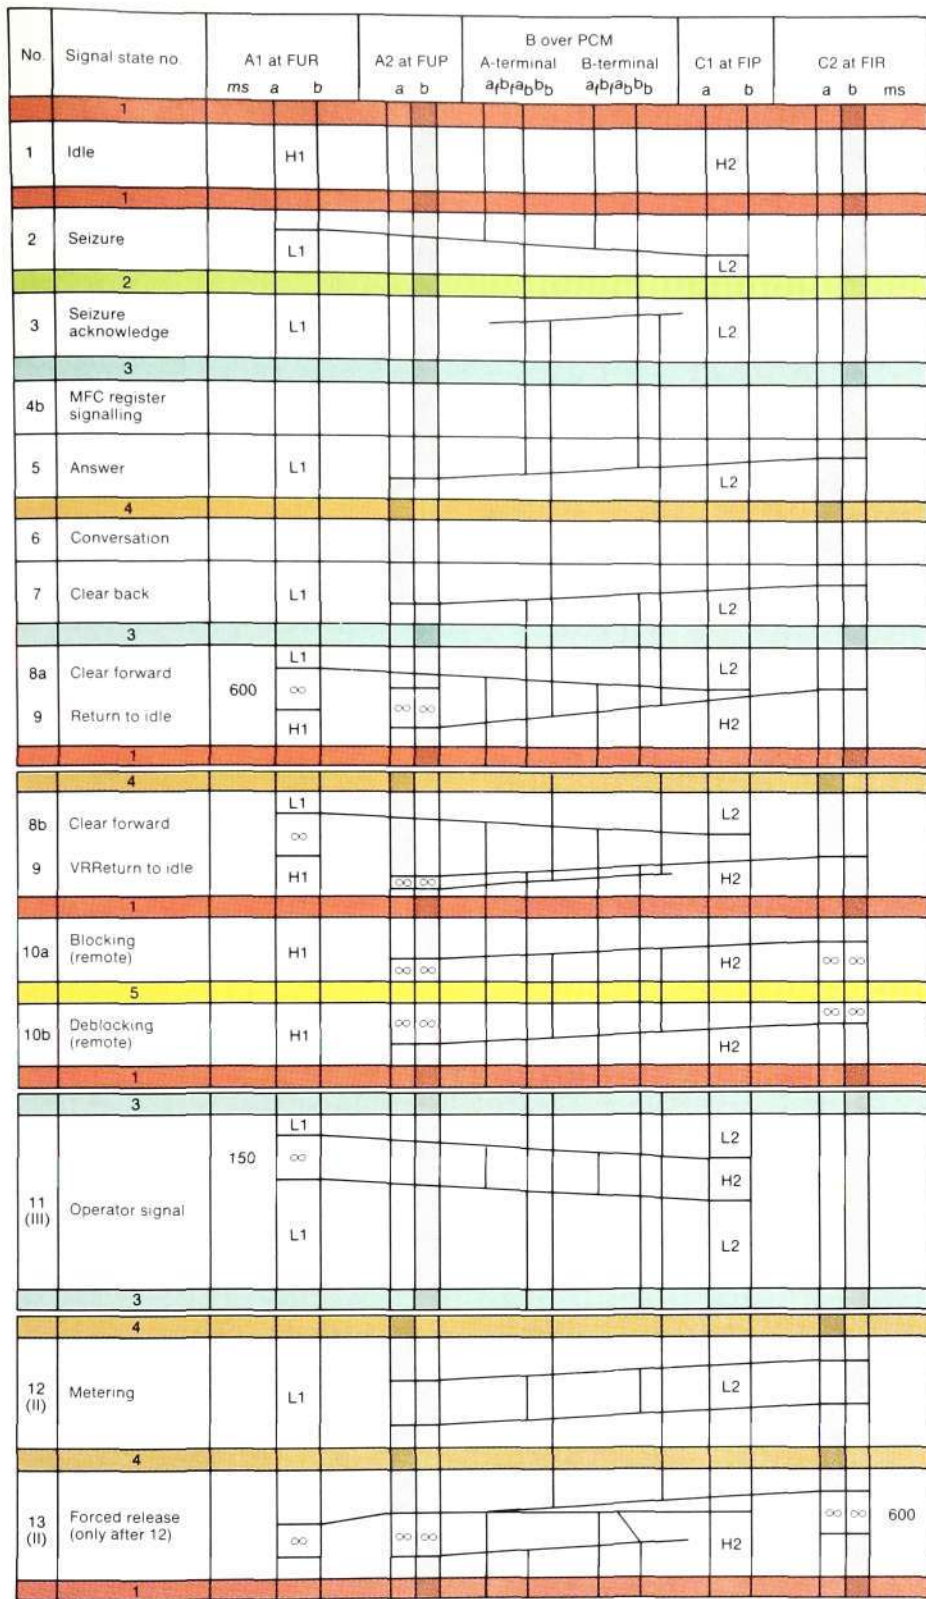 No. Signal state no. A1 at FUR A2 at FUP B over PCM C1 at FIP C2 at FIR
A-terminal B-terminal
ms a b a b afbfabbb afbfabbb a b a b ms
1
1 Idle H1 H2
1
2 Seizure L1 L2
2
3 Seizure acknowledge L1 L2
3
4b MFC register signalling
5 Answer L1 L2
4
6 Conversation
7 Clear back L1 L2
3
L1
8a Clear forward L2
600 ∞ ∞ ∞
9 Return to idle H1 H2
1
4
L1
8b Clear forward L2
∞
9 VRReturn to idle H1 ∞ ∞ H2
1
10a Blocking (remote) H1 ∞ ∞ H2 ∞ ∞
5
10b Deblocking (remote) H1 ∞ ∞ H2 ∞ ∞
1
3
L1 L2
150 ∞ H2
11 (III) Operator signal L1 L2
3
4
12 (II) Metering L1 L2
4
13 (II) Forced release (only after 12) ∞ ∞ ∞ H2 ∞ ∞ 600
1